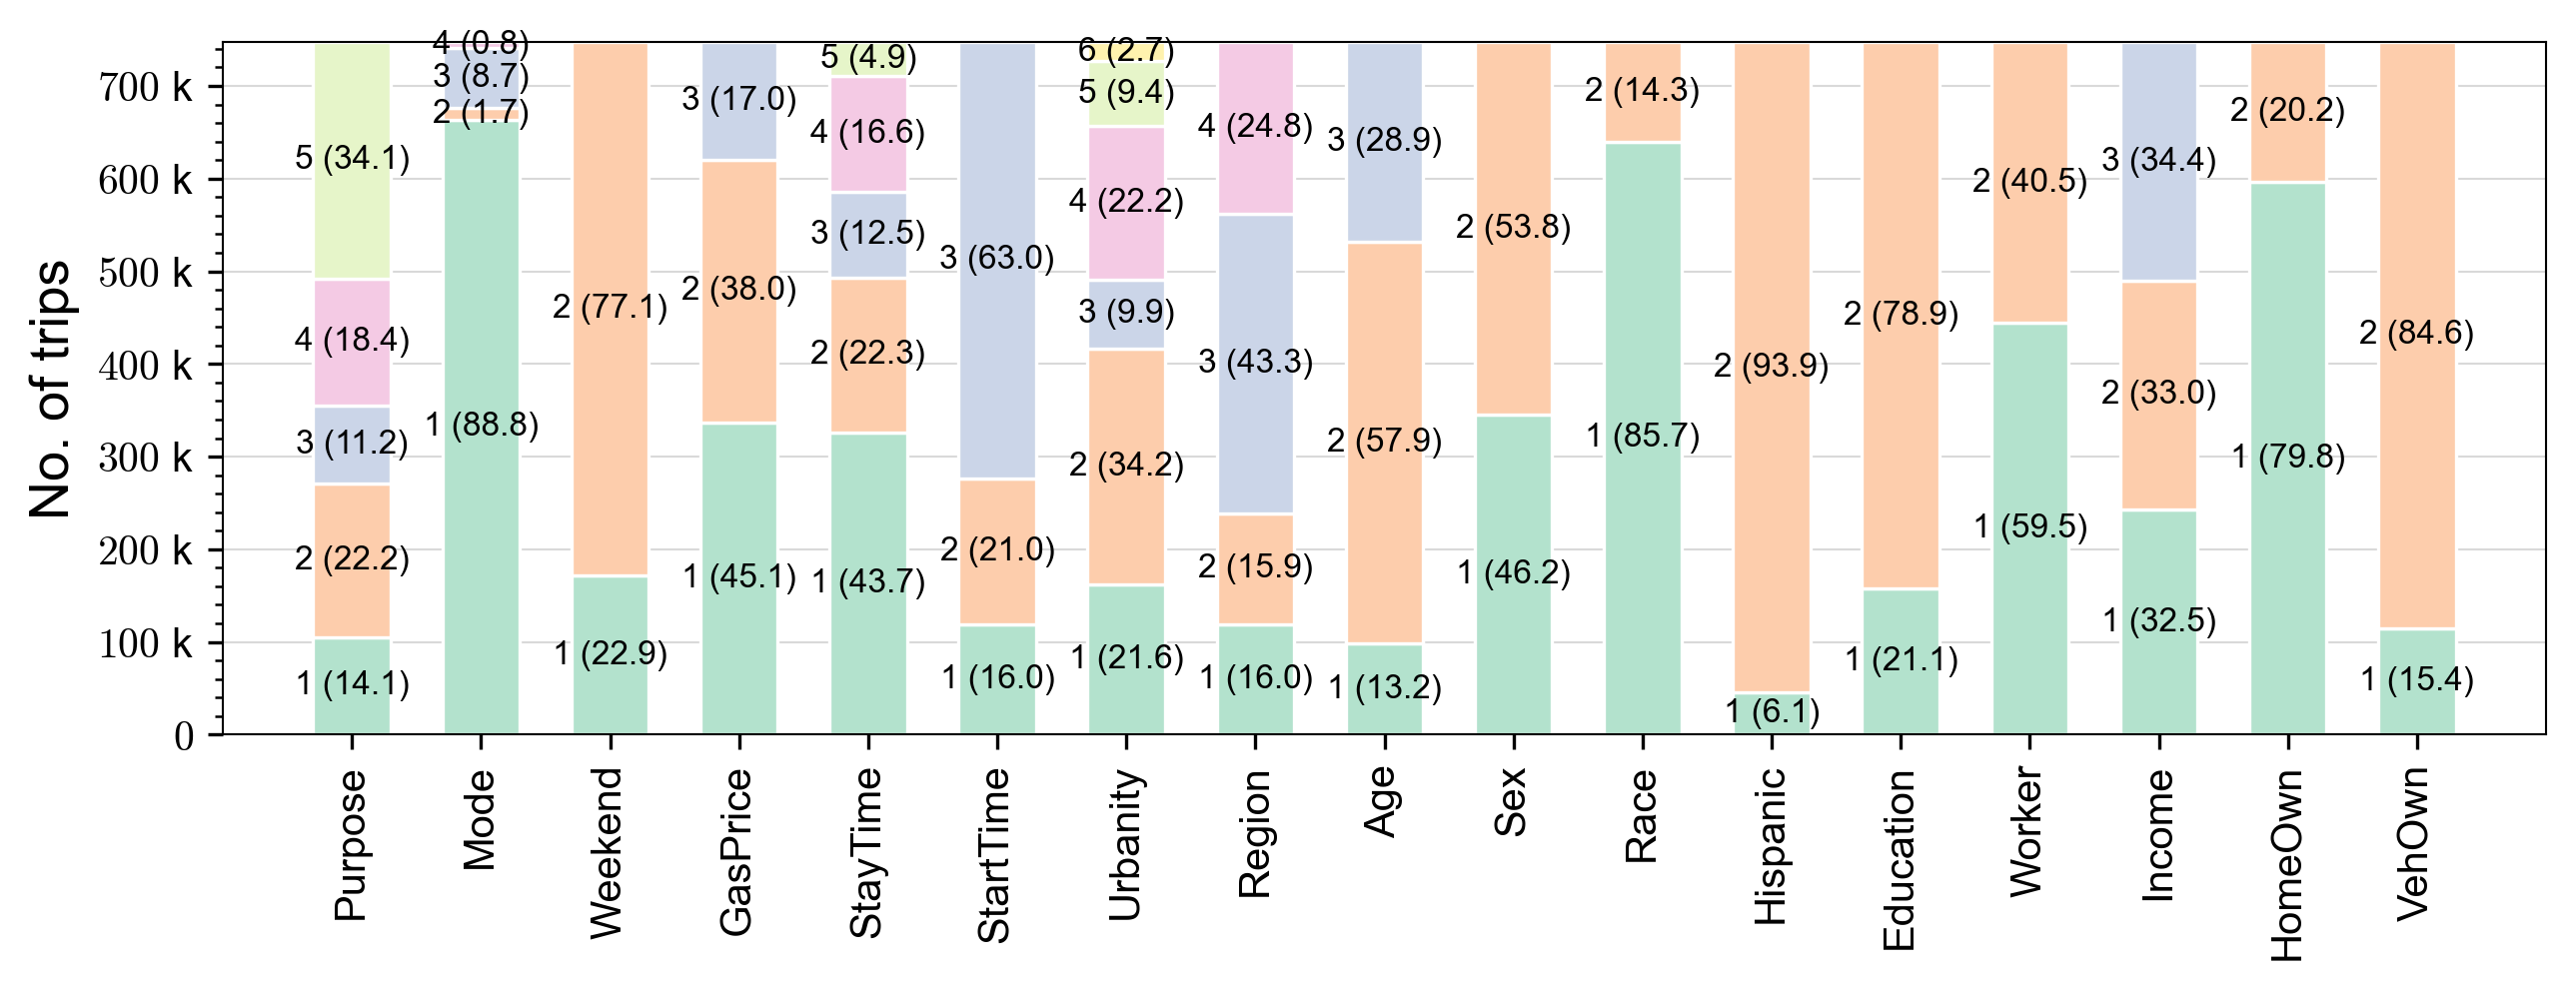 No. of trips
700 k
600 k
500 k
400 k
300 k
200 k
100 k
0
5 (34.1)
4 (18.4)
3 (11.2)
2 (22.2)
1 (14.1)
Purpose
4 (0.8)
3 (8.7)
2 (1.7)
1 (88.8)
Mode
2 (77.1)
1 (22.9)
Weekend
3 (17.0)
2 (38.0)
1 (45.1)
GasPrice
5 (4.9)
4 (16.6)
3 (12.5)
2 (22.3)
1 (43.7)
StayTime
3 (63.0)
2 (21.0)
1 (16.0)
StartTime
6 (2.7)
5 (9.4)
4 (22.2)
3 (9.9)
2 (34.2)
1 (21.6)
Urbanity
4 (24.8)
3 (43.3)
2 (15.9)
1 (16.0)
Region
3 (28.9)
2 (57.9)
1 (13.2)
Age
2 (53.8)
1 (46.2)
Sex
2 (14.3)
1 (85.7)
Race
2 (93.9)
1 (6.1)
Hispanic
2 (78.9)
1 (21.1)
Education
2 (40.5)
1 (59.5)
Worker
3 (34.4)
2 (33.0)
1 (32.5)
Income
2 (20.2)
1 (79.8)
HomeOwn
2 (84.6)
1 (15.4)
VehOwn